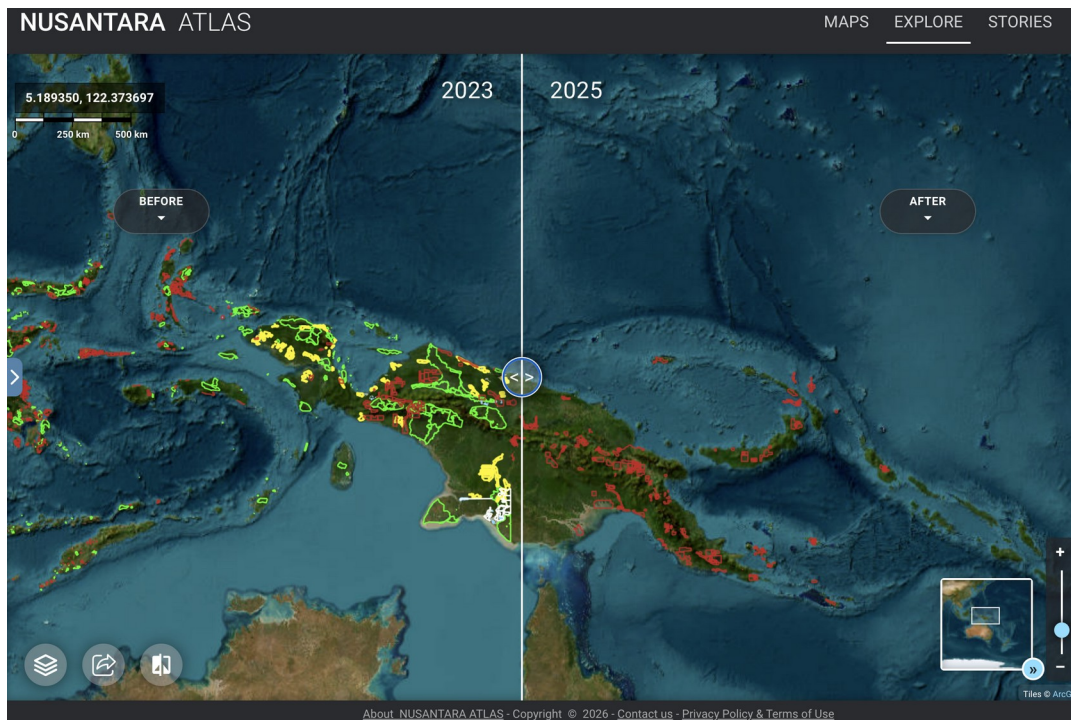 NUSANTARA ATLAS
MAPS EXPLORE STORIES
2023 2025
5.189350, 122.373697
0 250 km 500 km
BEFORE
AFTER
+
−
Tiles © ArcG
About NUSANTARA ATLAS - Copyright © 2026 - Contact us - Privacy Policy & Terms of Use